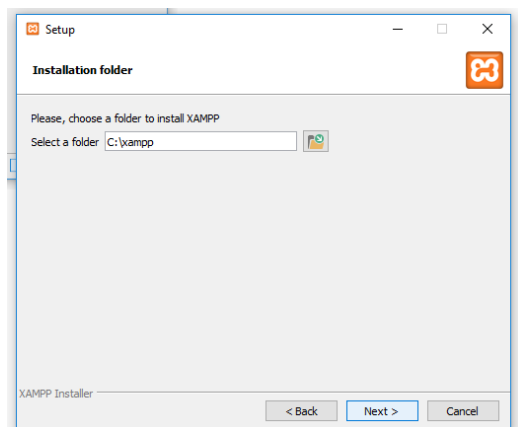 Setup
Installation folder
Please, choose a folder to install XAMPP
Select a folder C:\xampp
XAMPP Installer
< Back Next > Cancel